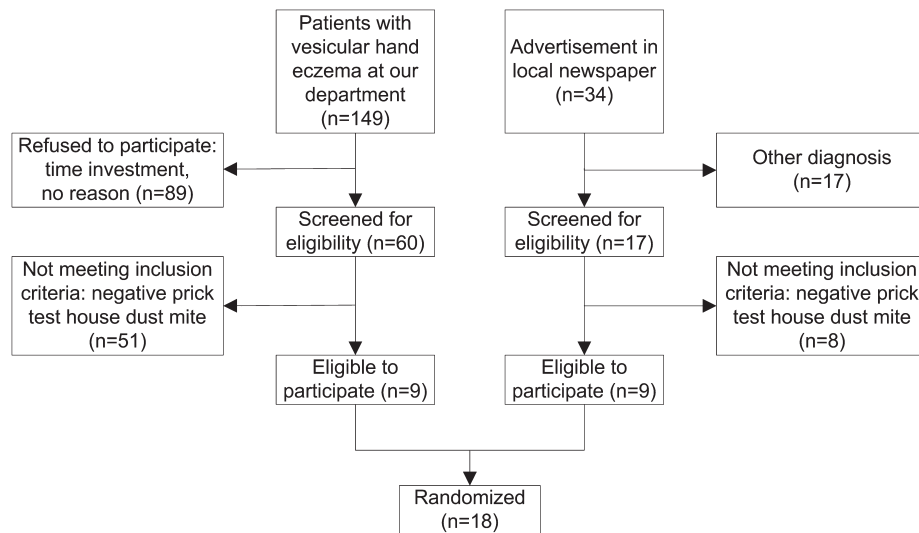 Patients with
vesicular hand
eczema at our
department
(n=149)
Advertisement in
local newspaper
(n=34)
Refused to participate:
time investment,
no reason (n=89)
Other diagnosis
(n=17)
Screened for
eligibility (n=60)
Screened for
eligibility (n=17)
Not meeting inclusion
criteria: negative prick
test house dust mite
(n=51)
Not meeting inclusion
criteria: negative prick
test house dust mite
(n=8)
Eligible to
participate (n=9)
Eligible to
participate (n=9)
Randomized
(n=18)